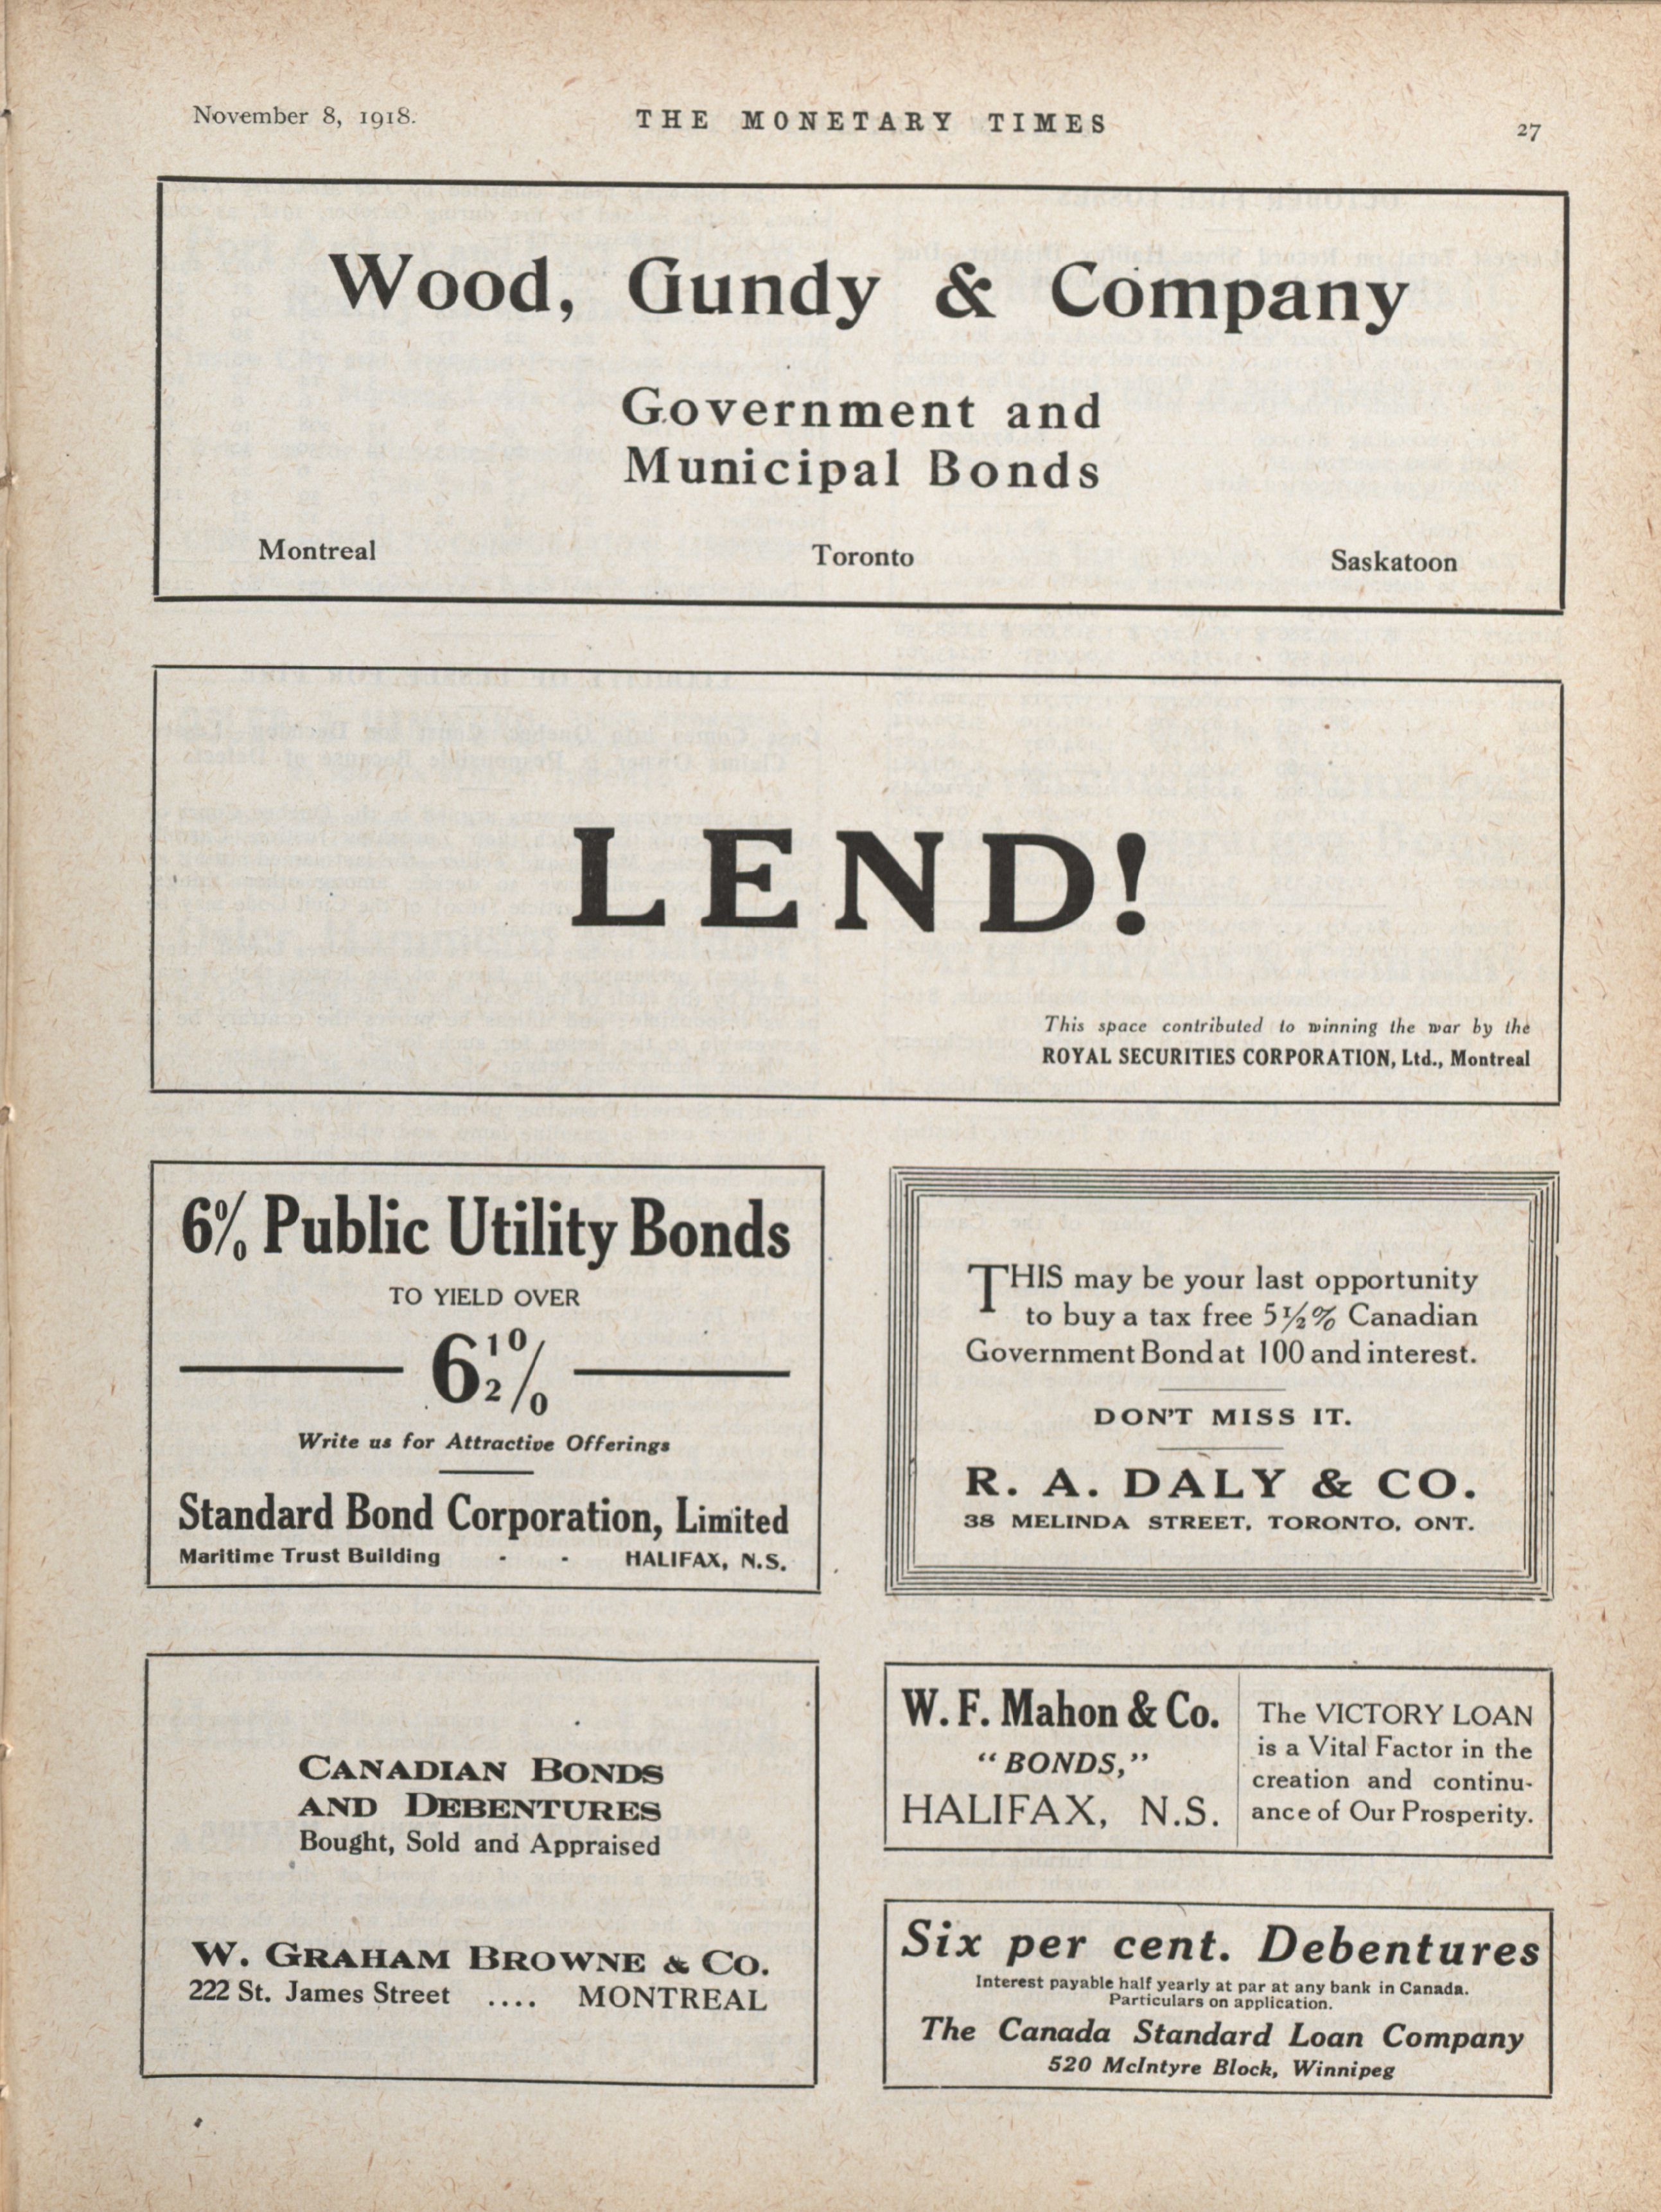 November 8, 1918.
THE MONETARY TIMES
27
Wood, Gundy & Company
Government and
Municipal Bonds
Montreal Toronto Saskatoon
LEND!
This space contributed to winning the war by the
ROYAL SECURITIES CORPORATION, Ltd., Montreal
6% Public Utility Bonds
TO YIELD OVER
6½%
Write us for Attractive Offerings
Standard Bond Corporation, Limited
Maritime Trust Building - - HALIFAX, N.S.
THIS may be your last opportunity
to buy a tax free 5½% Canadian
Government Bond at 100 and interest.
DON'T MISS IT.
R. A. DALY & CO.
38 MELINDA STREET, TORONTO, ONT.
CANADIAN BONDS
AND DEBENTURES
Bought, Sold and Appraised
W. GRAHAM BROWNE & CO.
222 St. James Street .... MONTREAL
W. F. Mahon & Co.
"BONDS,"
HALIFAX, N.S.
The VICTORY LOAN
is a Vital Factor in the
creation and continu-
ance of Our Prosperity.
Six per cent. Debentures
Interest payable half yearly at par at any bank in Canada.
Particulars on application.
The Canada Standard Loan Company
520 McIntyre Block, Winnipeg